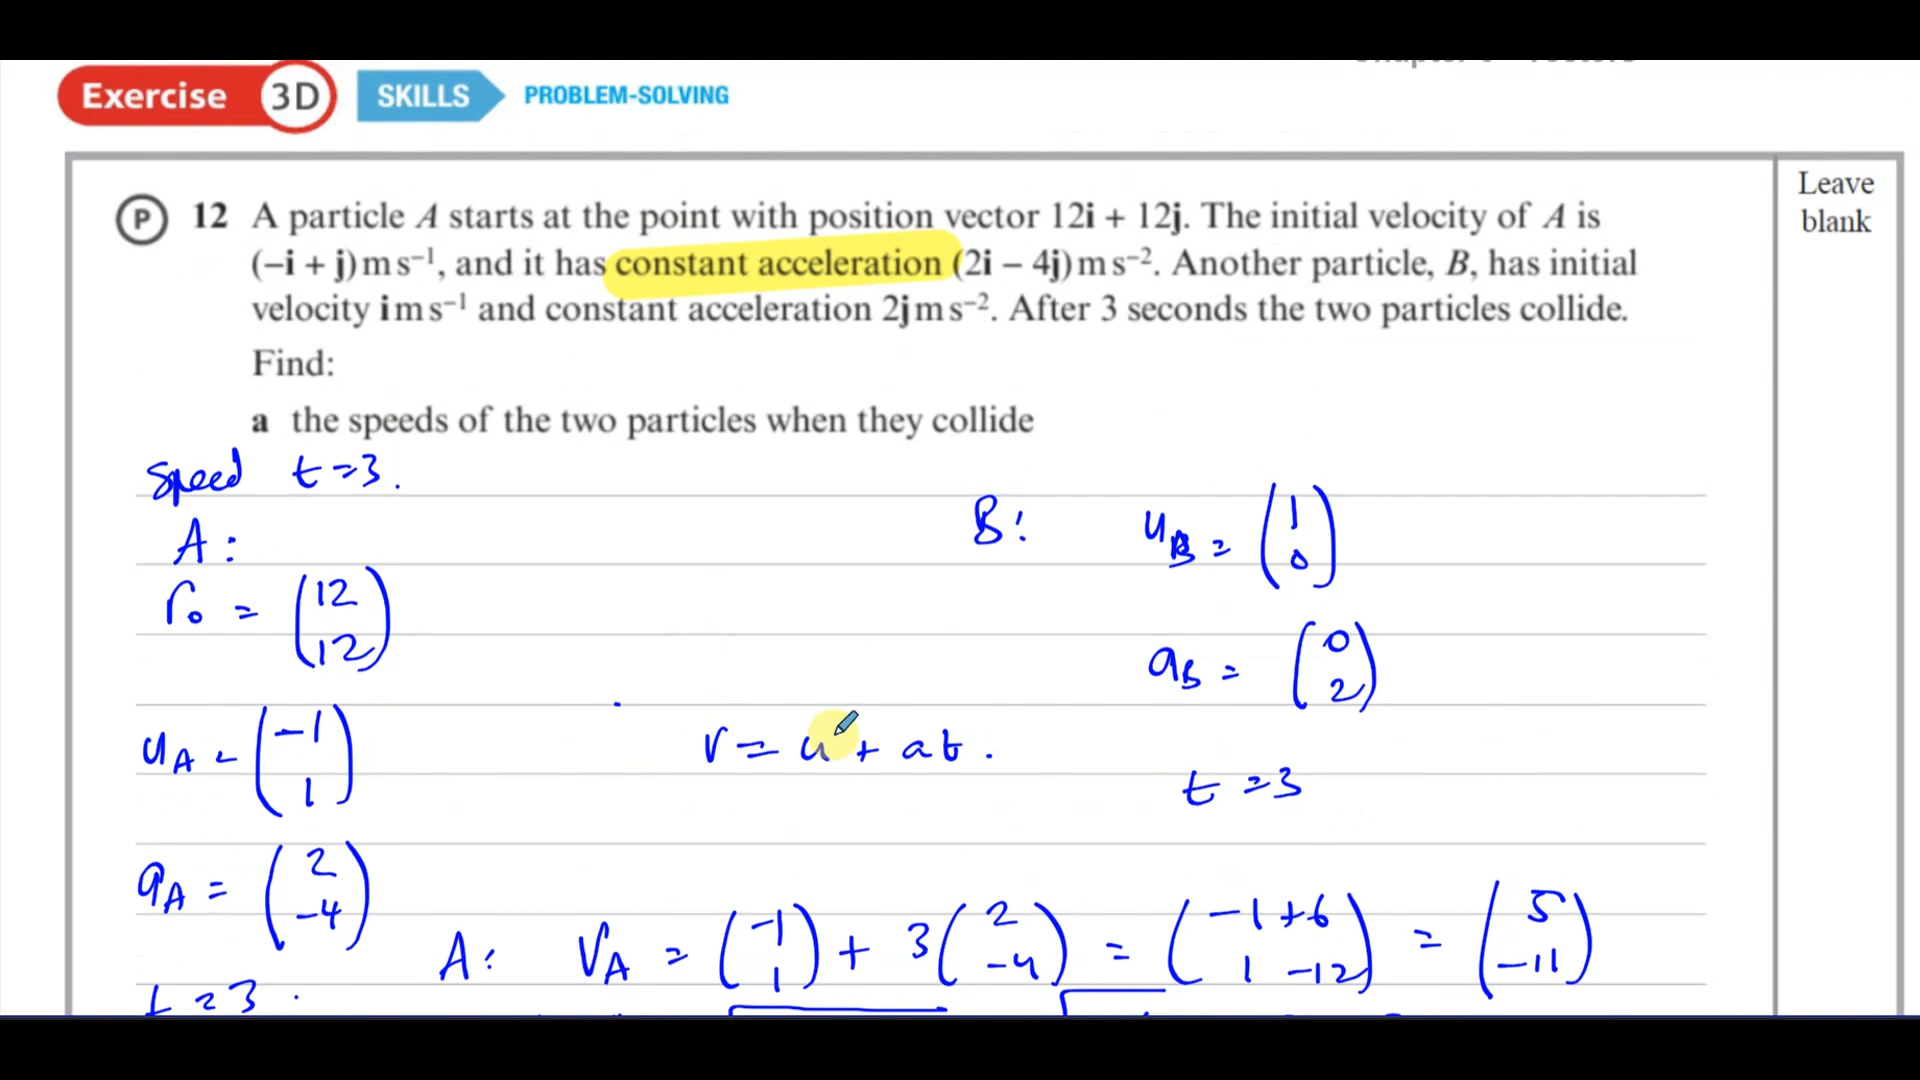 Exercise 3D SKILLS PROBLEM-SOLVING
Leave
blank
P 12 A particle A starts at the point with position vector 12i + 12j. The initial velocity of A is
(−i + j) m s⁻¹, and it has constant acceleration (2i − 4j) m s⁻². Another particle, B, has initial
velocity i m s⁻¹ and constant acceleration 2j m s⁻². After 3 seconds the two particles collide.
Find:
a the speeds of the two particles when they collide
Speed t = 3.
A:
r₀ = (12 12)
u_A = (−1 1)
a_A = (2 −4)
t = 3.
B: u_B = (1 0)
a_B = (0 2)
v = u + at.
t = 3
A: V_A = (−1 1) + 3(2 −4) = (−1+6 1−12) = (5 −11)